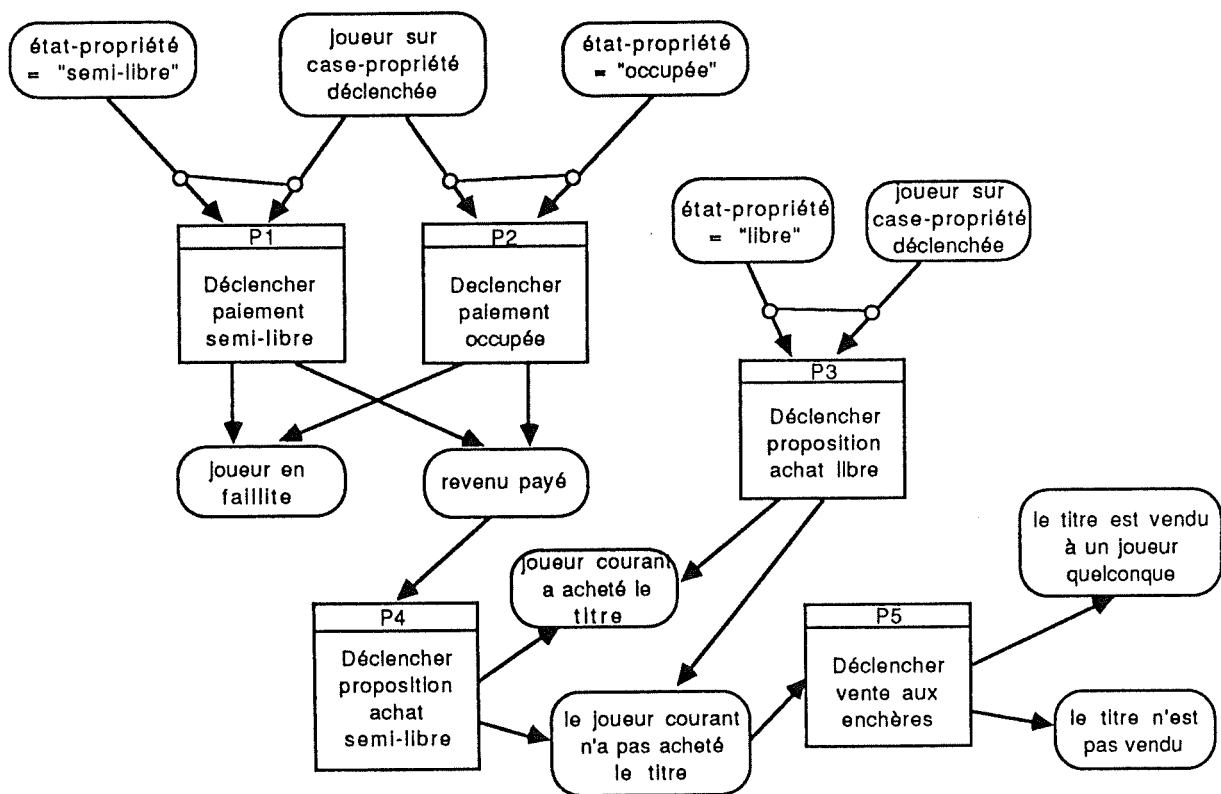 état-propriété
= "semi-libre"
joueur sur
case-propriété
déclenchée
état-propriété
= "occupée"
état-propriété
= "libre"
joueur sur
case-propriété
déclenchée
P1
Déclencher
paiement
semi-libre
P2
Declencher
paiement
occupée
P3
Déclencher
proposition
achat libre
joueur en
faillite
revenu payé
joueur courant
a acheté le
titre
le titre est vendu
à un joueur
quelconque
P4
Déclencher
proposition
achat
semi-libre
le joueur courant
n'a pas acheté
le titre
P5
Déclencher
vente aux
enchères
le titre n'est
pas vendu